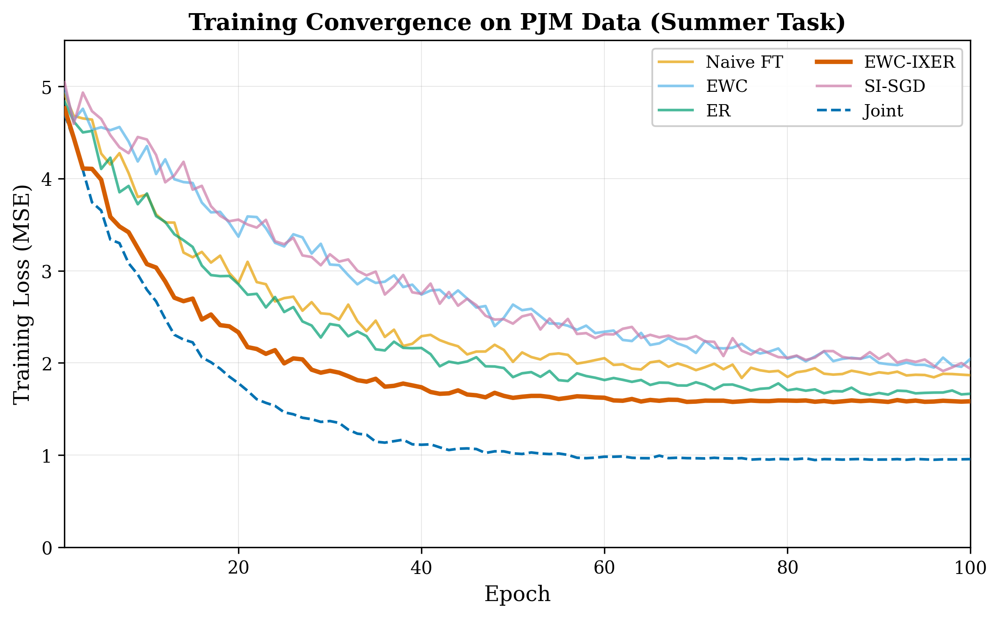 Training Convergence on PJM Data (Summer Task)
Naive FT
EWC
ER
EWC-IXER
SI-SGD
Joint
Training Loss (MSE)
5
4
3
2
1
0
20
40
60
80
100
Epoch